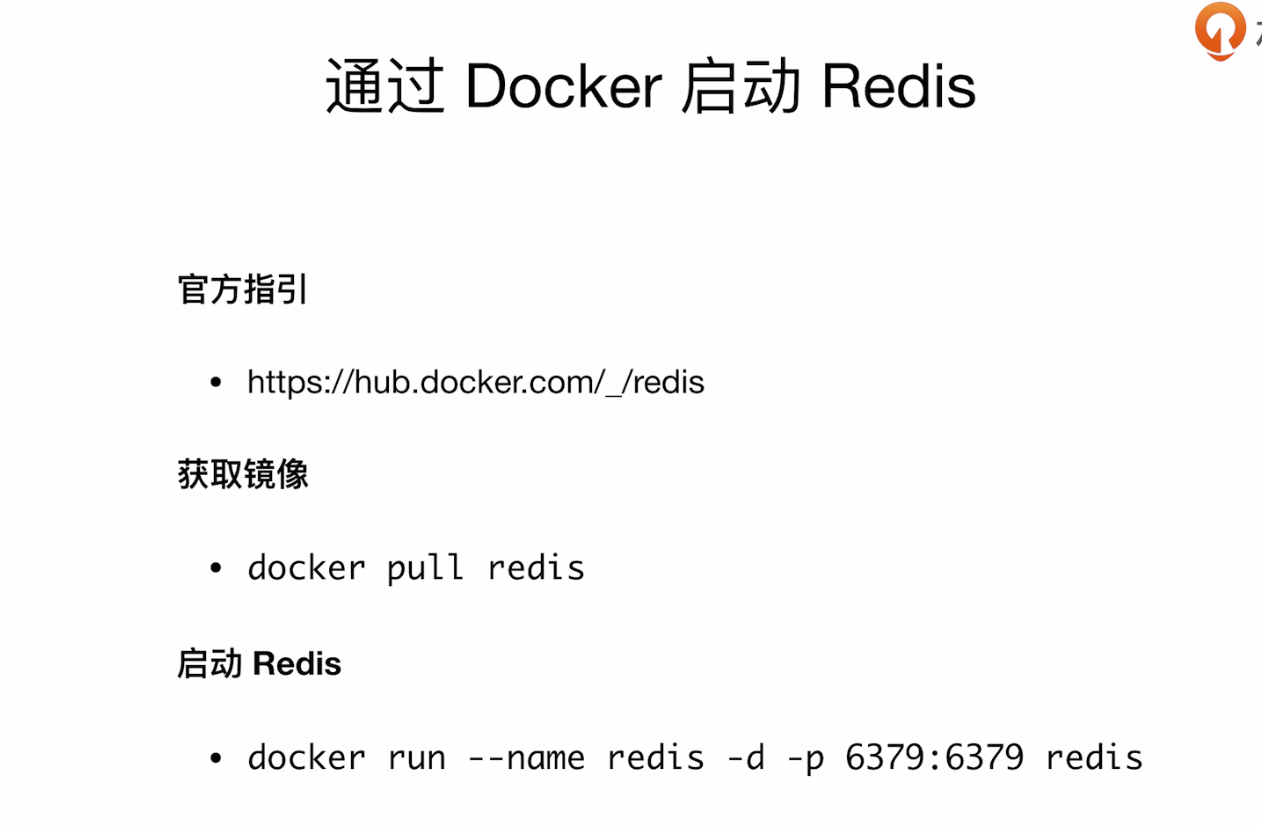 通过 Docker 启动 Redis
官方指引
• https://hub.docker.com/_/redis
获取镜像
• docker pull redis
启动 Redis
• docker run --name redis -d -p 6379:6379 redis